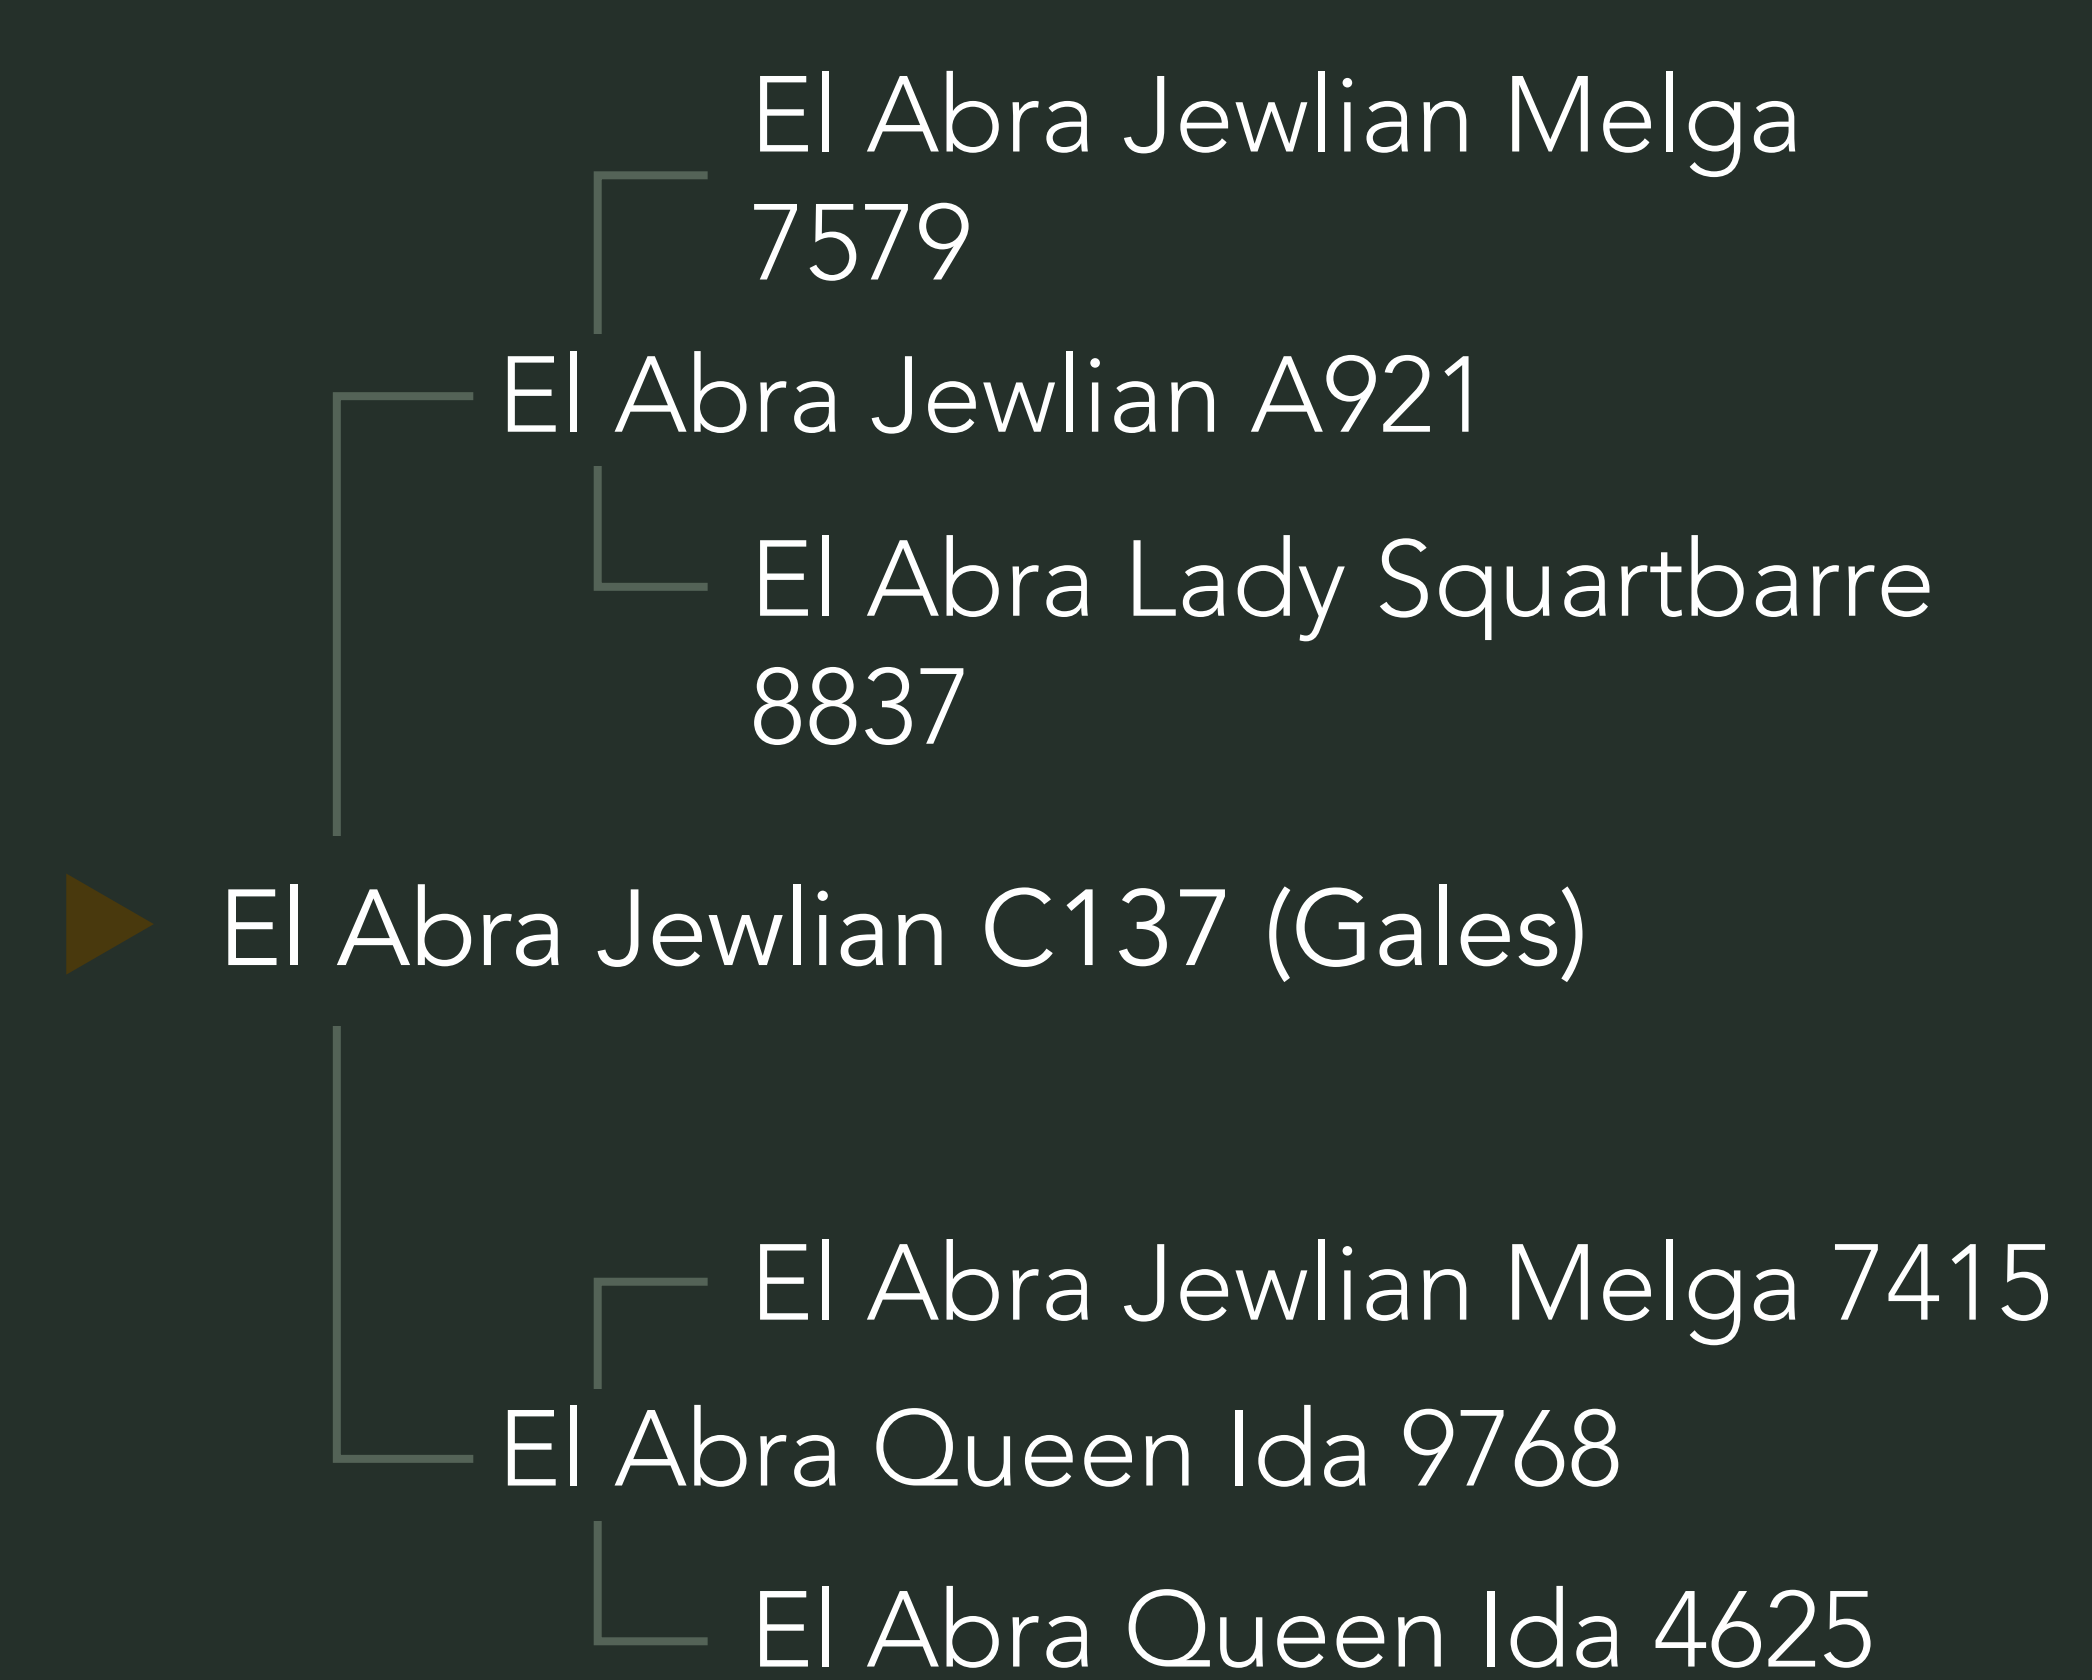 El Abra Jewlian Melga
7579
El Abra Jewlian A921
El Abra Lady Squartbarre
8837
El Abra Jewlian C137 (Gales)
El Abra Jewlian Melga 7415
El Abra Queen Ida 9768
El Abra Queen Ida 4625